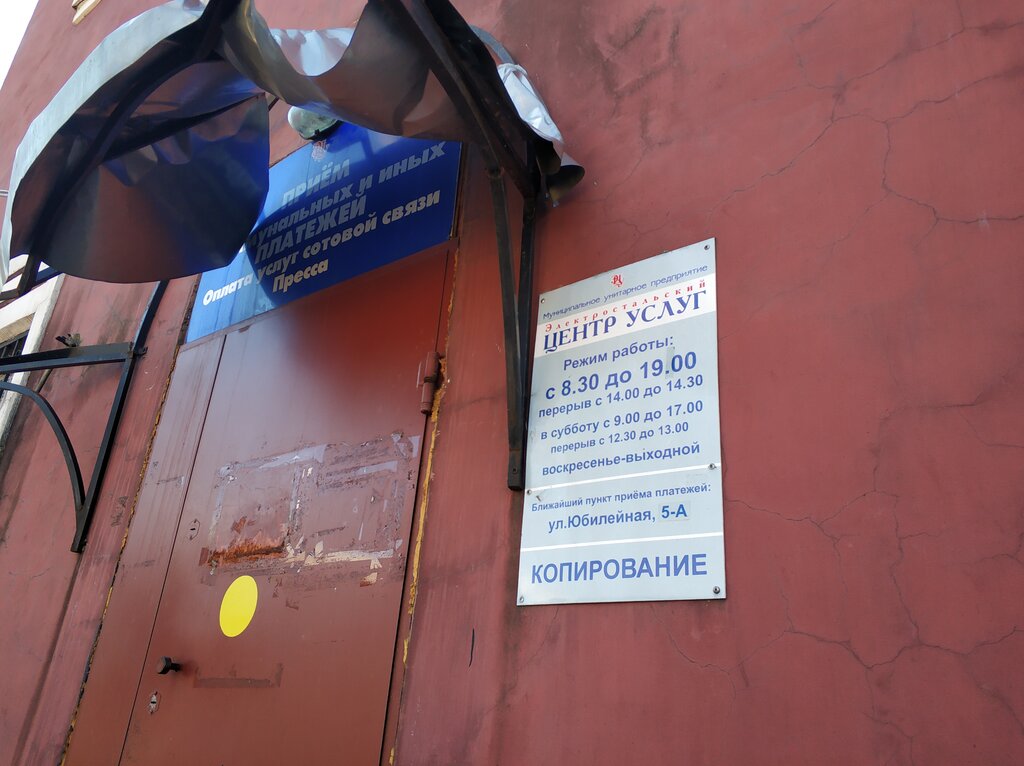 ПРИЁМ
И ИНЫХ
ПЛАТЕЖЕЙ
Оплата услуг сотовой связи
Пресса
Муниципальное унитарное предприятие
Электростальский
ЦЕНТР УСЛУГ
Режим работы:
с 8.30 до 19.00
перерыв с 14.00 до 14.30
в субботу с 9.00 до 17.00
перерыв с 12.30 до 13.00
воскресенье-выходной
Ближайший пункт приёма платежей:
ул.Юбилейная, 5-А
КОПИРОВАНИЕ